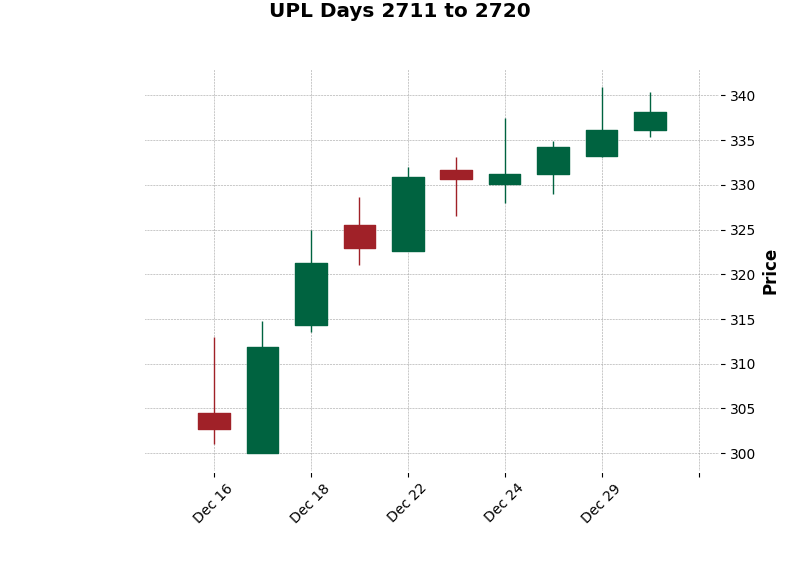 UPL Days 2711 to 2720
340
335
330
325
320
315
310
305
300
Price
Dec 16
Dec 18
Dec 22
Dec 24
Dec 29